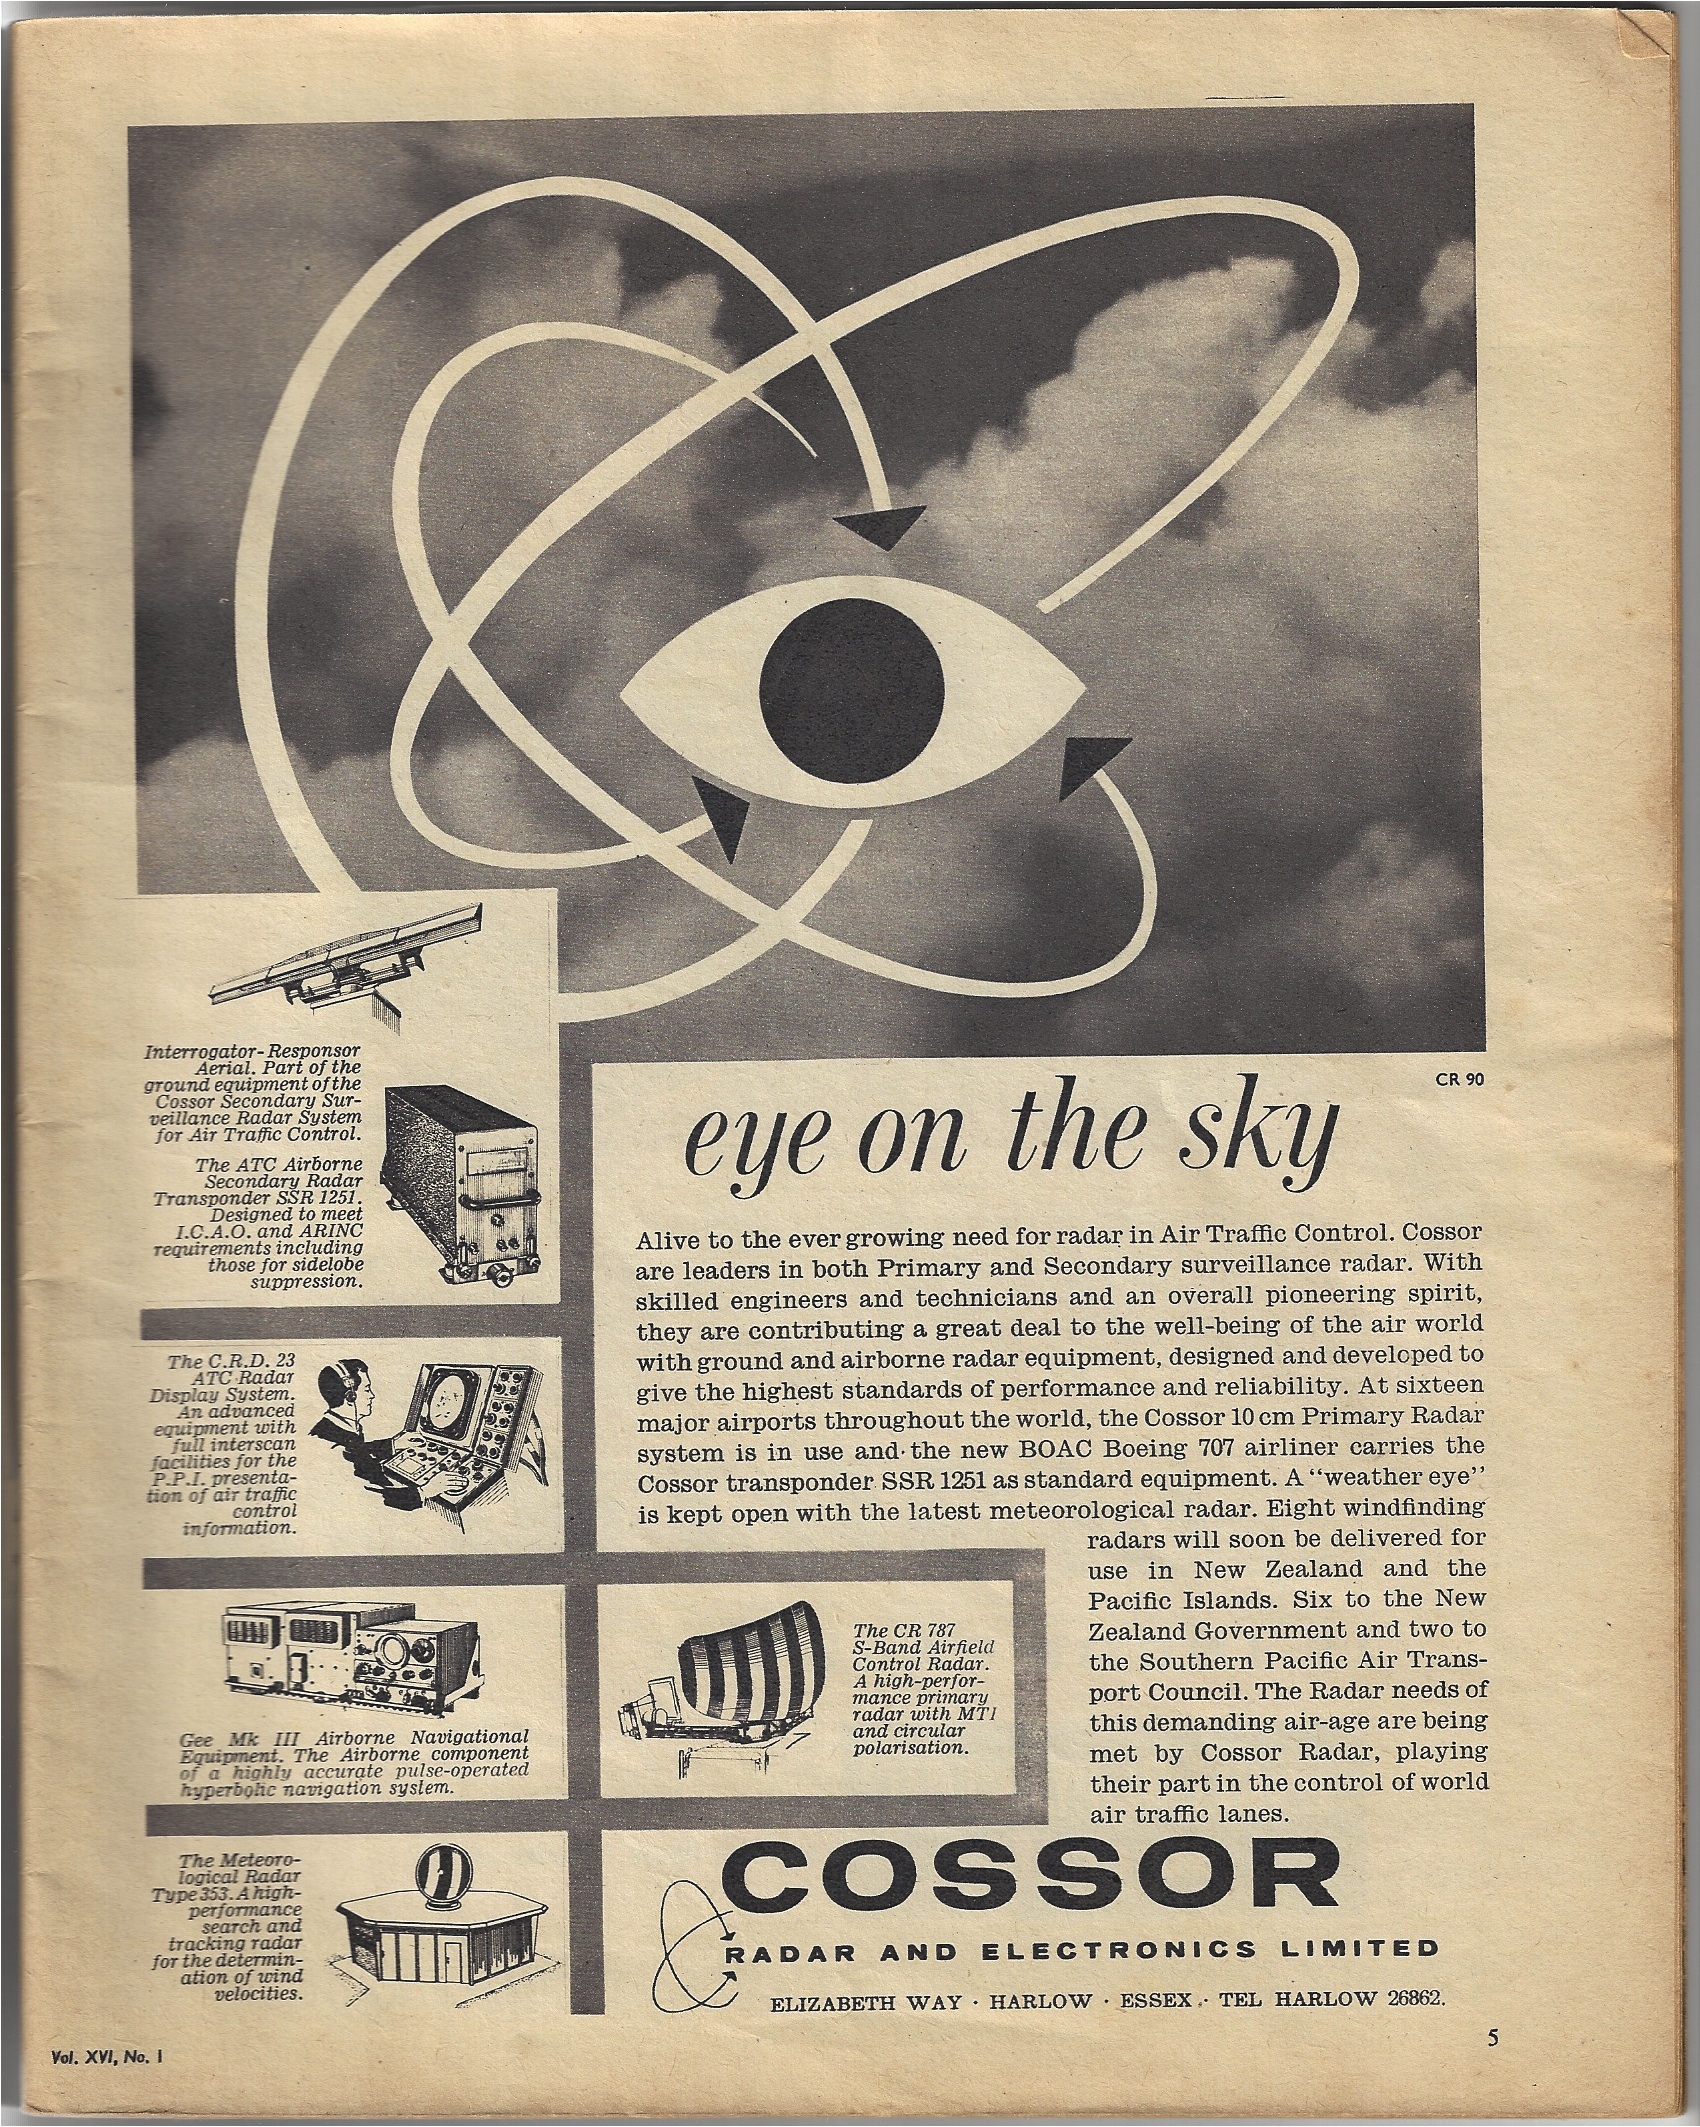 CR 90
eye on the sky
Interrogator-Responsor
Aerial. Part of the
ground equipment of the
Cossor Secondary Sur-
veillance Radar System
for Air Traffic Control.
The ATC Airborne
Secondary Radar
Transponder SSR 1251.
Designed to meet
I.C.A.O. and ARINC
requirements including
those for sidelobe
suppression.
The C.R.D. 23
ATC Radar
Display System.
An advanced
equipment with
full interscan
facilities for the
P.P.I. presenta-
tion of air traffic
control
information.
Gee Mk III Airborne Navigational
Equipment. The Airborne component
of a highly accurate pulse-operated
hyperbolic navigation system.
The Meteoro-
logical Radar
Type 353. A high-
performance
search and
tracking radar
for the determin-
ation of wind
velocities.
Alive to the ever growing need for radar in Air Traffic Control. Cossor
are leaders in both Primary and Secondary surveillance radar. With
skilled engineers and technicians and an overall pioneering spirit,
they are contributing a great deal to the well-being of the air world
with ground and airborne radar equipment, designed and developed to
give the highest standards of performance and reliability. At sixteen
major airports throughout the world, the Cossor 10 cm Primary Radar
system is in use and the new BOAC Boeing 707 airliner carries the
Cossor transponder SSR 1251 as standard equipment. A “weather eye”
is kept open with the latest meteorological radar. Eight windfinding
radars will soon be delivered for
use in New Zealand and the
Pacific Islands. Six to the New
Zealand Government and two to
the Southern Pacific Air Trans-
port Council. The Radar needs of
this demanding air-age are being
met by Cossor Radar, playing
their part in the control of world
air traffic lanes.
The CR 787
S-Band Airfield
Control Radar.
A high-perfor-
mance primary
radar with MTI
and circular
polarisation.
COSSOR
RADAR AND ELECTRONICS LIMITED
ELIZABETH WAY · HARLOW · ESSEX · TEL HARLOW 26862.
5
Vol. XVI, No. 1